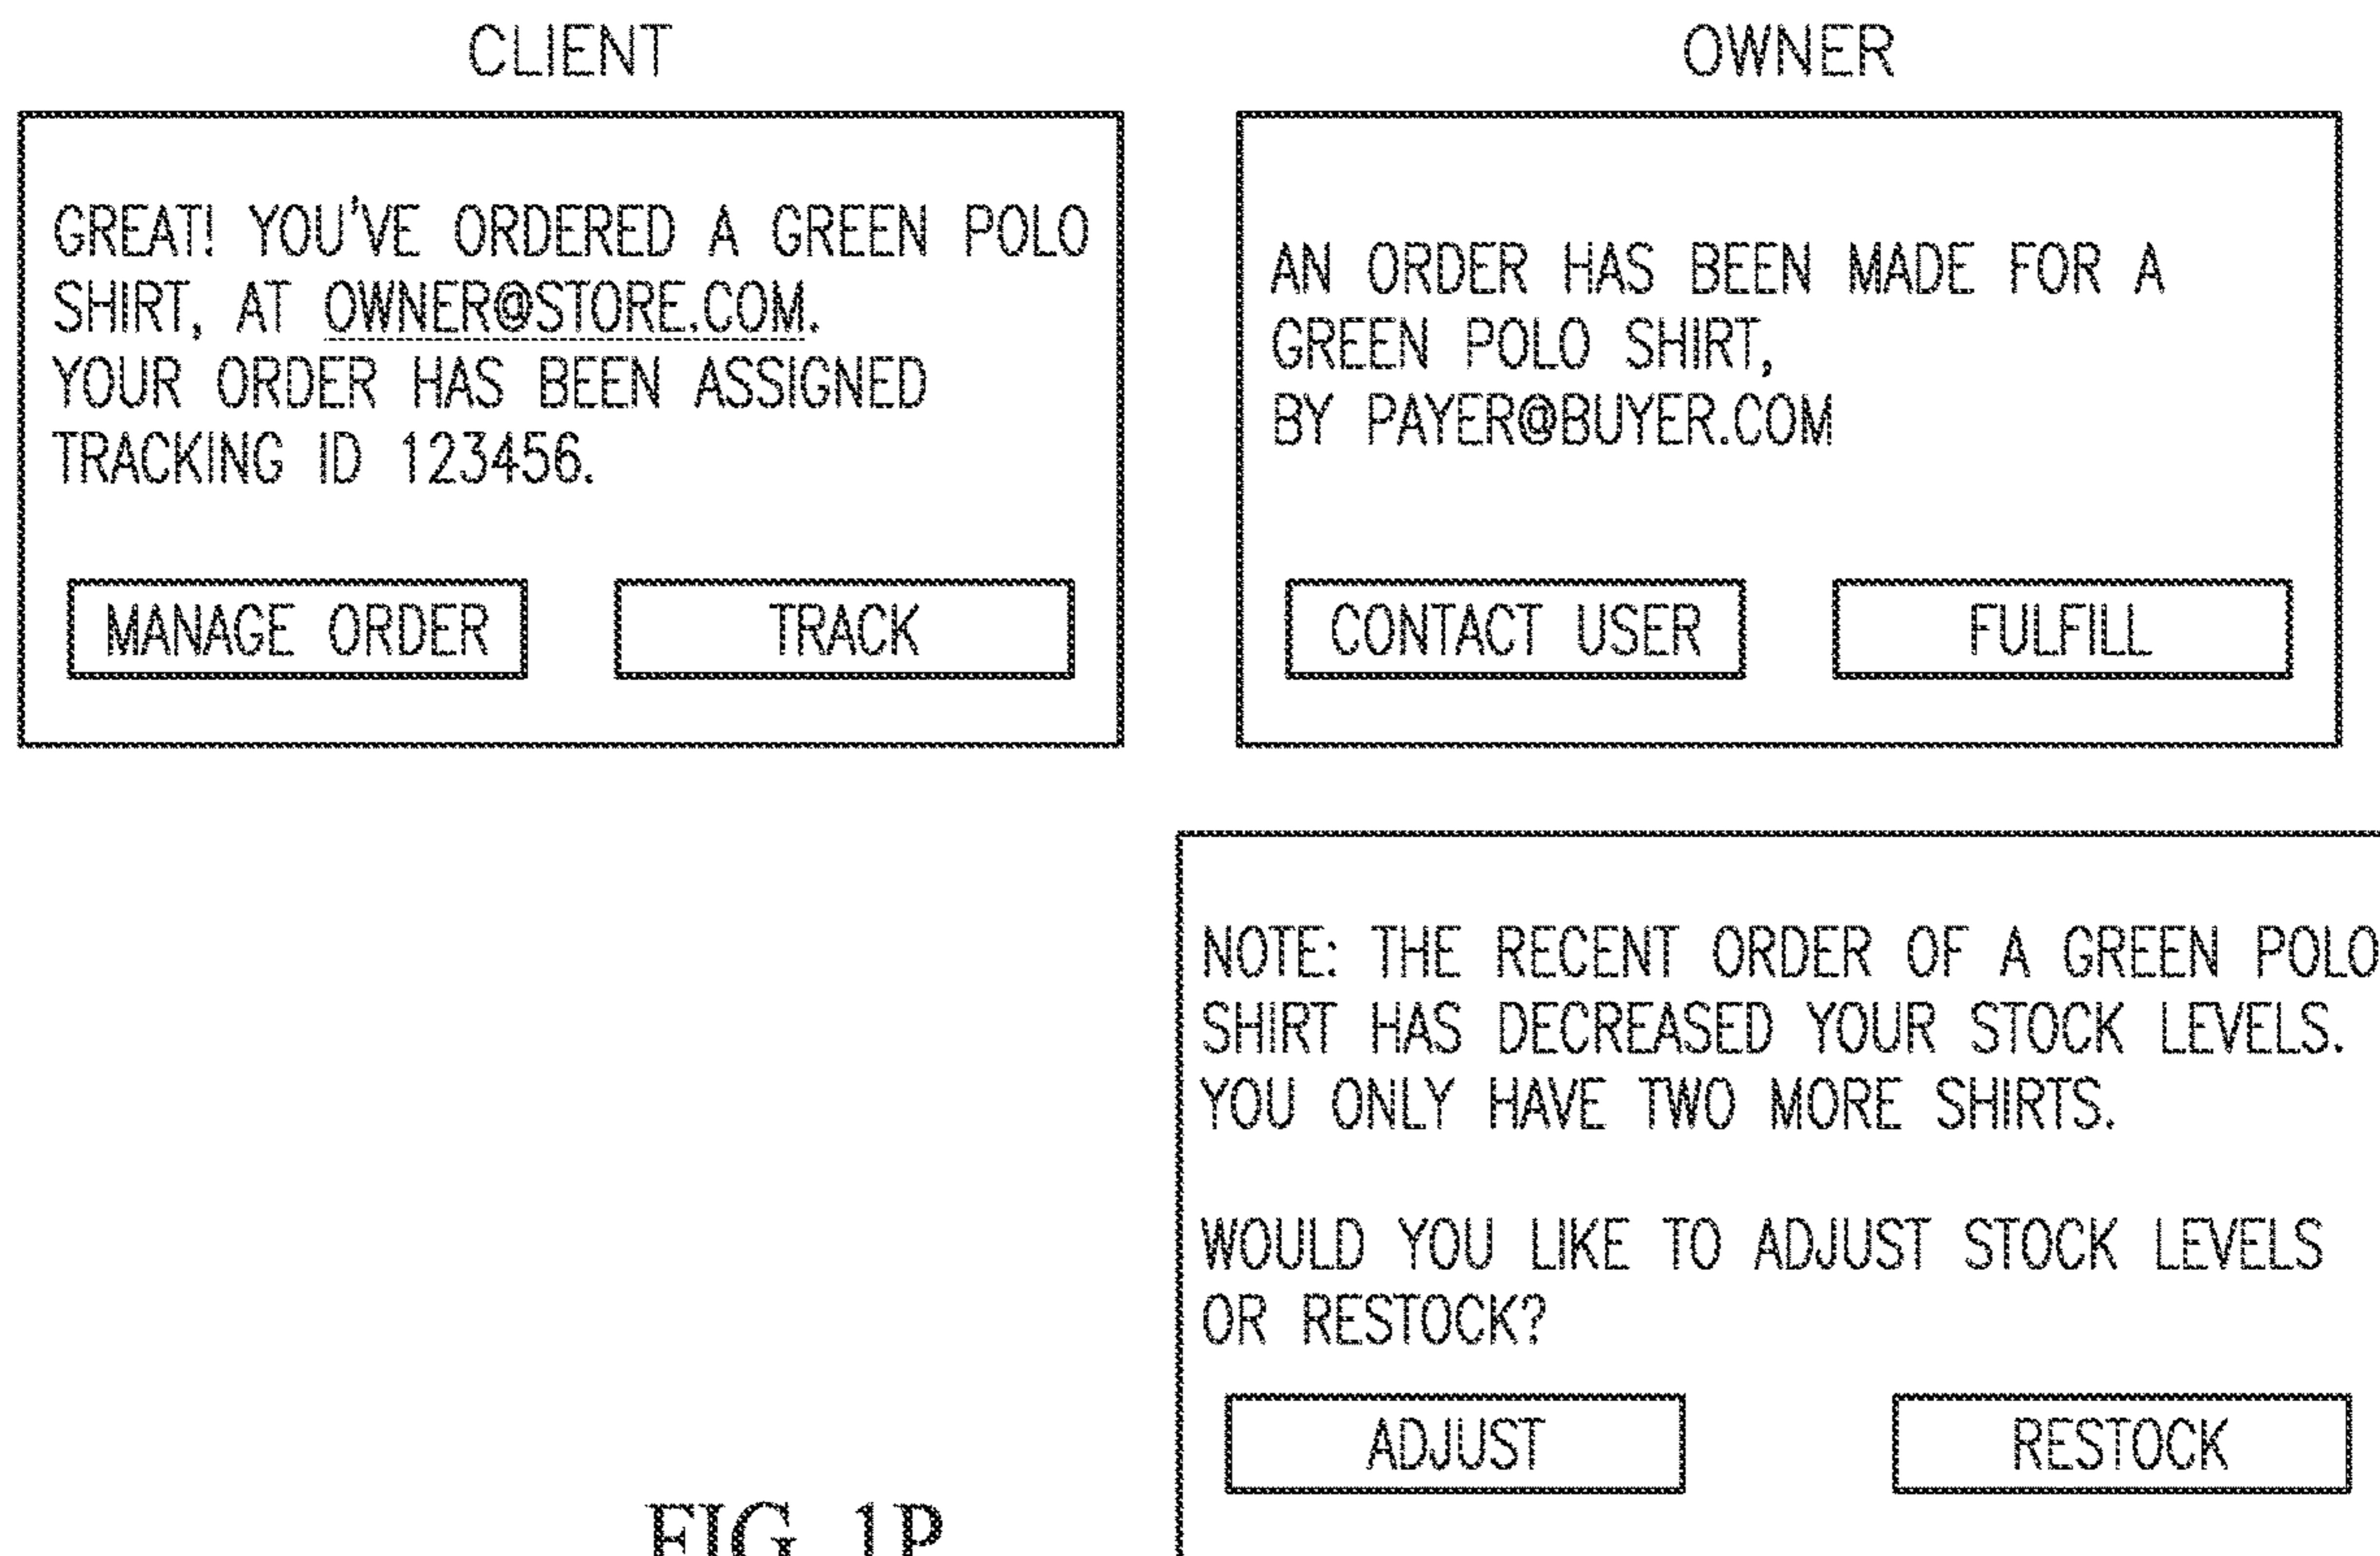 CLIENT
GREAT! YOU'VE ORDERED A GREEN POLO
SHIRT, AT OWNER@STORE.COM.
YOUR ORDER HAS BEEN ASSIGNED
TRACKING ID 123456.
MANAGE ORDER
TRACK
OWNER
AN ORDER HAS BEEN MADE FOR A
GREEN POLO SHIRT,
BY PAYER@BUYER.COM
CONTACT USER
FULFILL
NOTE: THE RECENT ORDER OF A GREEN POLO
SHIRT HAS DECREASED YOUR STOCK LEVELS.
YOU ONLY HAVE TWO MORE SHIRTS.
WOULD YOU LIKE TO ADJUST STOCK LEVELS
OR RESTOCK?
ADJUST
RESTOCK
FIG. 1P